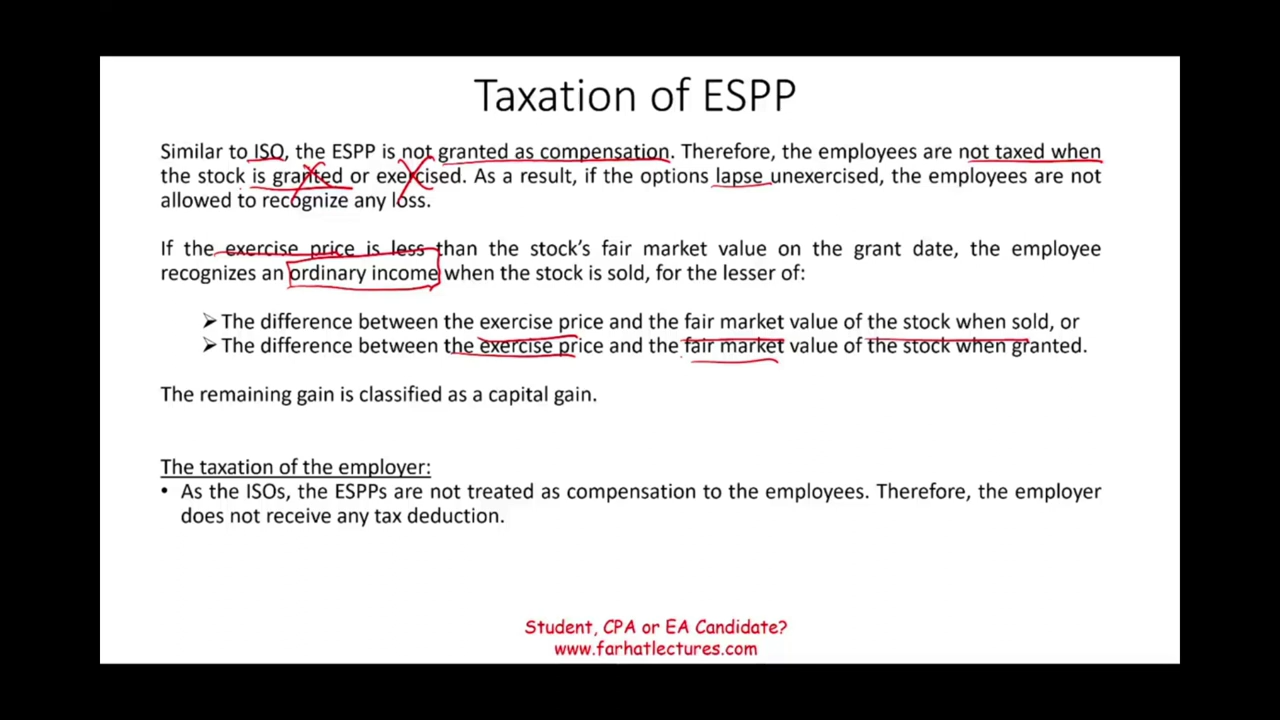 Taxation of ESPP
Similar to ISO, the ESPP is not granted as compensation. Therefore, the employees are not taxed when
the stock is granted or exercised. As a result, if the options lapse unexercised, the employees are not
allowed to recognize any loss.
If the exercise price is less than the stock's fair market value on the grant date, the employee
recognizes an ordinary income when the stock is sold, for the lesser of:
➢ The difference between the exercise price and the fair market value of the stock when sold, or
➢ The difference between the exercise price and the fair market value of the stock when granted.
The remaining gain is classified as a capital gain.
The taxation of the employer:
• As the ISOs, the ESPPs are not treated as compensation to the employees. Therefore, the employer
does not receive any tax deduction.
Student, CPA or EA Candidate?
www.farhatlectures.com